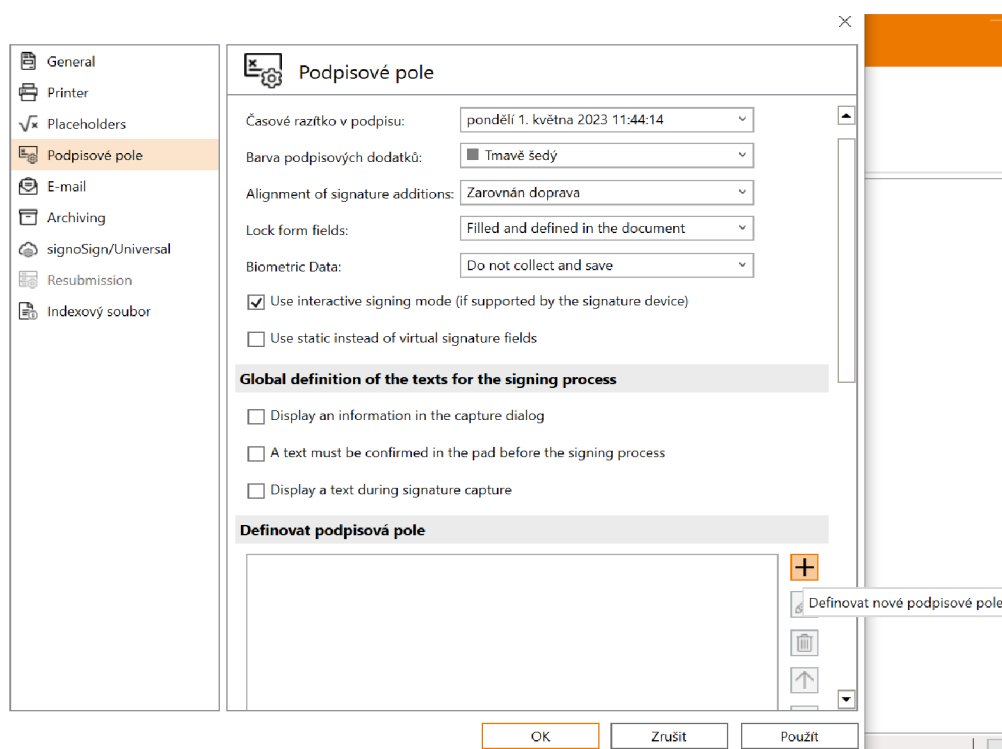 General
Printer
Placeholders
Podpisové pole
E-mail
Archiving
signoSign/Universal
Resubmission
Indexový soubor
Podpisové pole
Časové razítko v podpisu: pondělí 1. května 2023 11:44:14
Barva podpisových dodatků: Tmavě šedý
Alignment of signature additions: Zarovnán doprava
Lock form fields: Filled and defined in the document
Biometric Data: Do not collect and save
Use interactive signing mode (if supported by the signature device)
Use static instead of virtual signature fields
Global definition of the texts for the signing process
Display an information in the capture dialog
A text must be confirmed in the pad before the signing process
Display a text during signature capture
Definovat podpisová pole
Definovat nové podpisové pole
OK Zrušit Použít